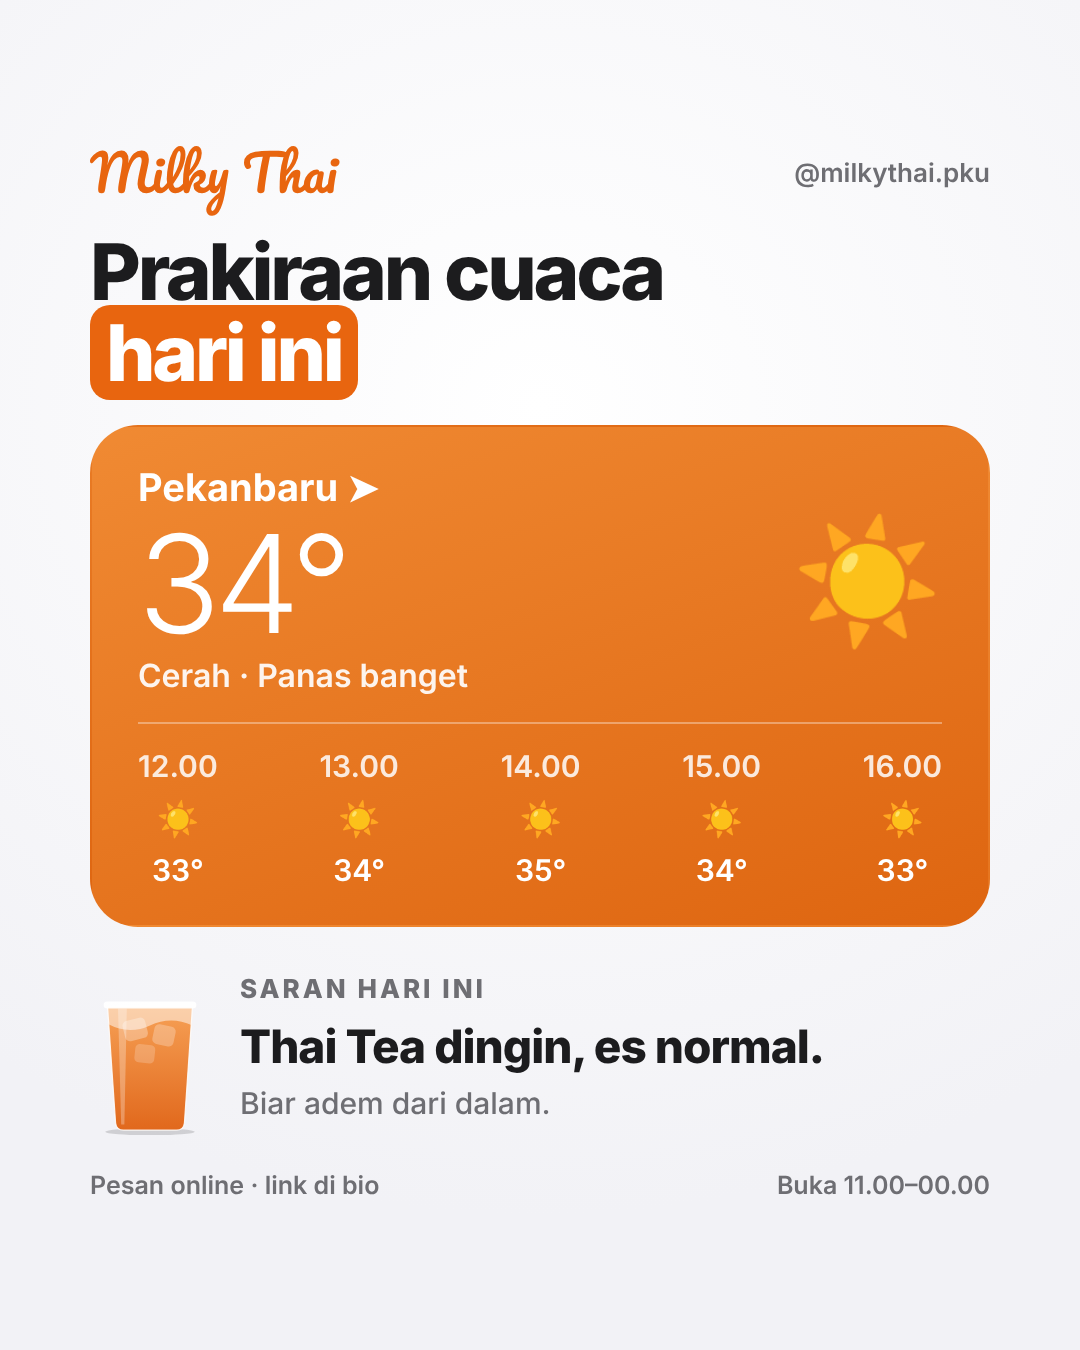 Milky Thai
@milkythai.pku
Prakiraan cuaca
hari ini
Pekanbaru ➤
34°
Cerah · Panas banget
12.00 13.00 14.00 15.00 16.00
33° 34° 35° 34° 33°
SARAN HARI INI
Thai Tea dingin, es normal.
Biar adem dari dalam.
Pesan online · link di bio
Buka 11.00–00.00